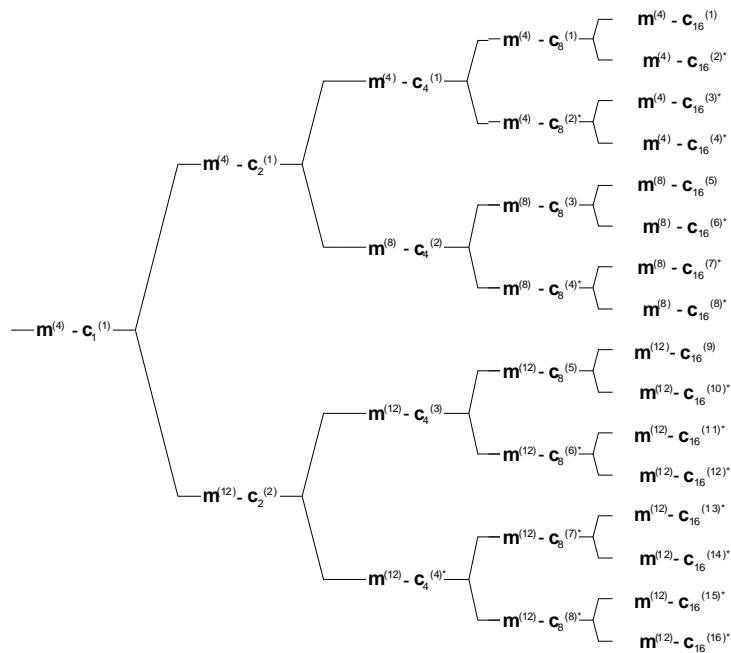 m⁽⁴⁾ - c₁⁽¹⁾
m⁽⁴⁾ - c₂⁽¹⁾
m⁽¹²⁾- c₂⁽²⁾
m⁽⁴⁾ - c₄⁽¹⁾
m⁽⁸⁾ - c₄⁽²⁾
m⁽¹²⁾- c₄⁽³⁾
m⁽¹²⁾- c₄⁽⁴⁾*
m⁽⁴⁾ - c₈⁽¹⁾
m⁽⁴⁾ - c₈⁽²⁾*
m⁽⁸⁾ - c₈⁽³⁾
m⁽⁸⁾ - c₈⁽⁴⁾*
m⁽¹²⁾- c₈⁽⁵⁾
m⁽¹²⁾- c₈⁽⁶⁾*
m⁽¹²⁾- c₈⁽⁷⁾*
m⁽¹²⁾- c₈⁽⁸⁾*
m⁽⁴⁾ - c₁₆⁽¹⁾
m⁽⁴⁾ - c₁₆⁽²⁾*
m⁽⁴⁾ - c₁₆⁽³⁾*
m⁽⁴⁾ - c₁₆⁽⁴⁾*
m⁽⁸⁾ - c₁₆⁽⁵⁾
m⁽⁸⁾ - c₁₆⁽⁶⁾*
m⁽⁸⁾ - c₁₆⁽⁷⁾*
m⁽⁸⁾ - c₁₆⁽⁸⁾*
m⁽¹²⁾- c₁₆⁽⁹⁾
m⁽¹²⁾- c₁₆⁽¹⁰⁾*
m⁽¹²⁾- c₁₆⁽¹¹⁾*
m⁽¹²⁾- c₁₆⁽¹²⁾*
m⁽¹²⁾- c₁₆⁽¹³⁾*
m⁽¹²⁾- c₁₆⁽¹⁴⁾*
m⁽¹²⁾- c₁₆⁽¹⁵⁾*
m⁽¹²⁾- c₁₆⁽¹⁶⁾*